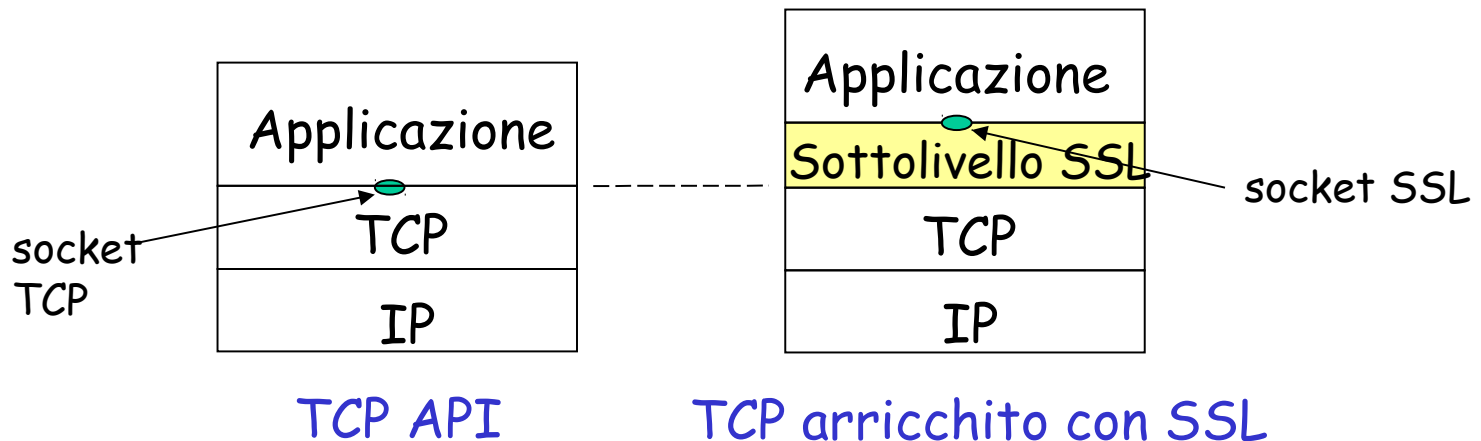 Applicazione
TCP
IP
socket
TCP
TCP API
Applicazione
Sottolivello SSL
TCP
IP
socket SSL
TCP arricchito con SSL